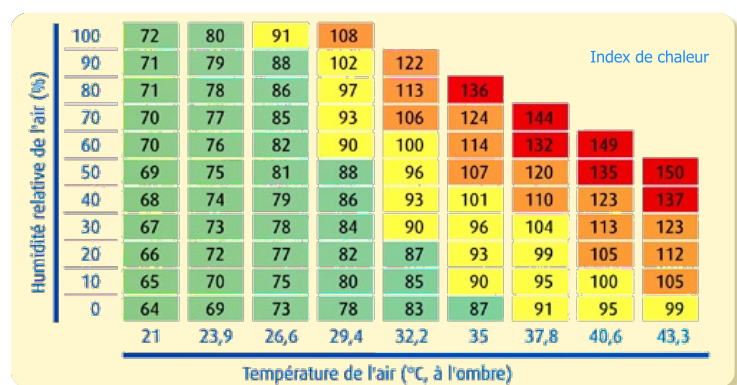 Index de chaleur
Humidité relative de l'air (%)
100 72 80 91 108
90 71 79 88 102 122
80 71 78 86 97 113 136
70 70 77 85 93 106 124 144
60 70 76 82 90 100 114 132 149
50 69 75 81 88 96 107 120 135 150
40 68 74 79 86 93 101 110 123 137
30 67 73 78 84 90 96 104 113 123
20 66 72 77 82 87 93 99 105 112
10 65 70 75 80 85 90 95 100 105
0 64 69 73 78 83 87 91 95 99
21 23,9 26,6 29,4 32,2 35 37,8 40,6 43,3
Température de l'air (°C, à l'ombre)